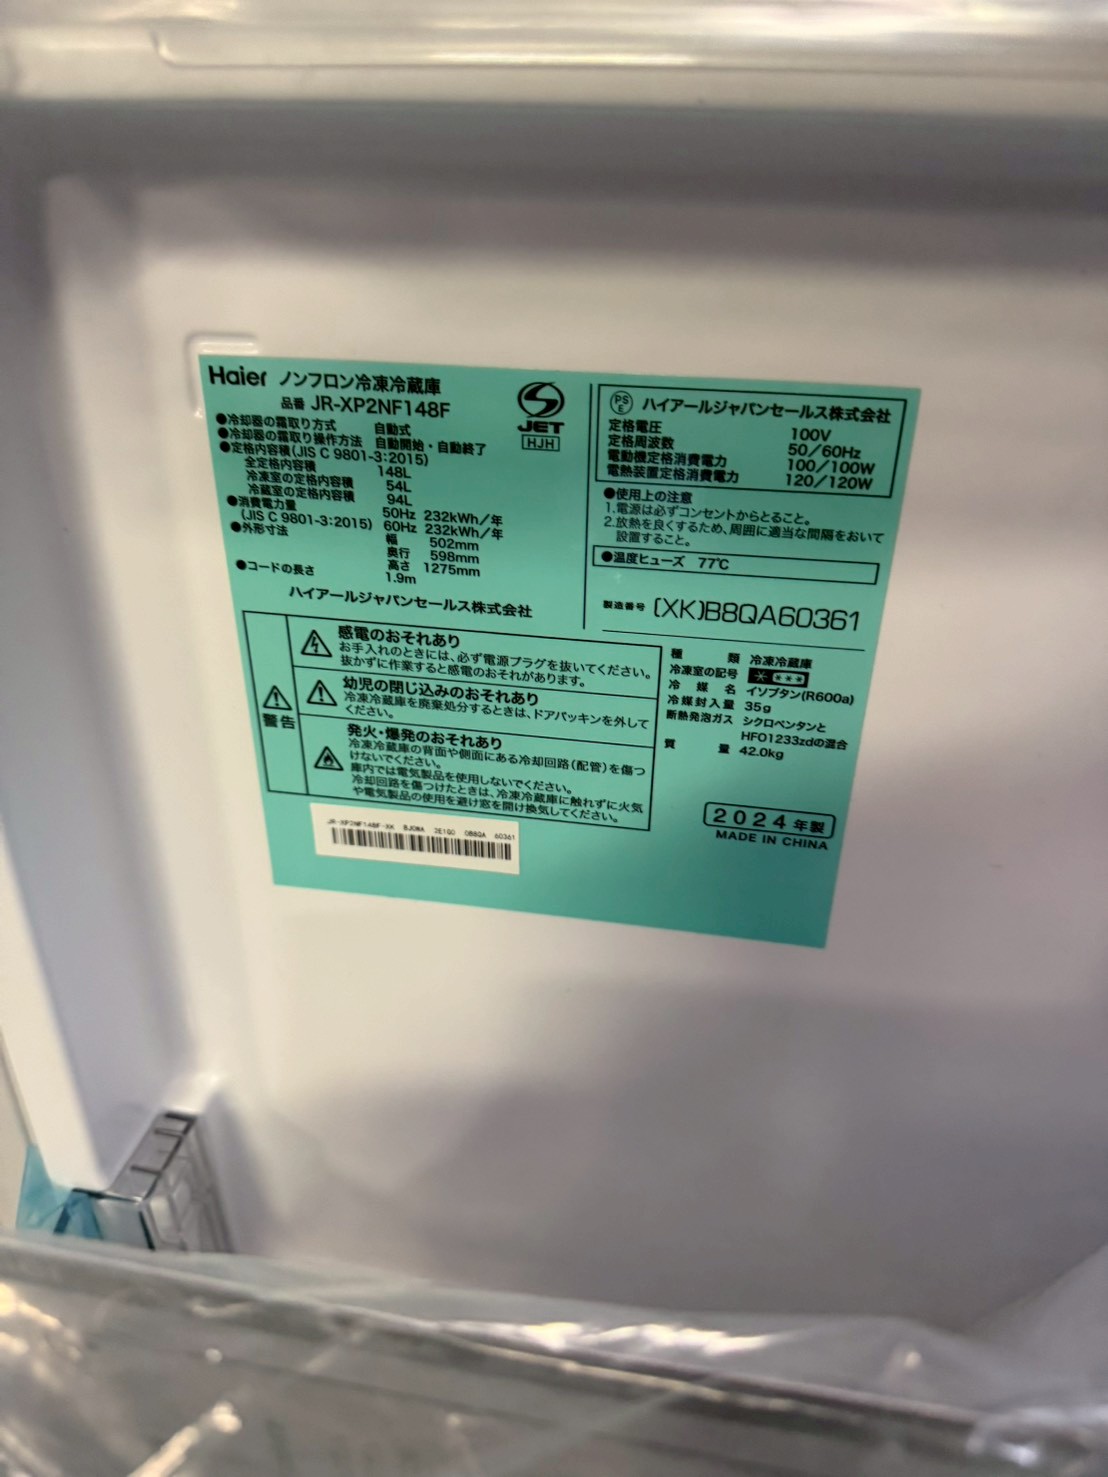 Haier ノンフロン冷凍冷蔵庫
品番 JR-XP2NF148F
●冷却器の霜取り方式 自動式
●冷却器の霜取り操作方法 自動開始・自動終了
●定格内容積(JIS C 9801-3:2015)
全定格内容積 148L
冷凍室の定格内容積 54L
冷蔵室の定格内容積 94L
●消費電力量 50Hz 232kWh/年
(JIS C 9801-3:2015) 60Hz 232kWh/年
●外形寸法 幅 502mm
奥行 598mm
高さ 1275mm
●コードの長さ 1.9m
ハイアールジャパンセールス株式会社
JET
HJH
PS
E
ハイアールジャパンセールス株式会社
定格電圧 100V
定格周波数 50/60Hz
電動機定格消費電力 100/100W
電熱装置定格消費電力 120/120W
●使用上の注意
1.電源は必ずコンセントからとること。
2.放熱を良くするため、周囲に適当な間隔をおいて
設置すること。
●温度ヒューズ 77℃
製造番号 (XK)B8QA60361
警告
感電のおそれあり
お手入れのときには、必ず電源プラグを抜いてください。
抜かずに作業すると感電のおそれがあります。
幼児の閉じ込みのおそれあり
冷凍冷蔵庫を廃棄処分するときは、ドアパッキンを外して
ください。
発火・爆発のおそれあり
冷凍冷蔵庫の背面や側面にある冷却回路(配管)を傷つ
けないでください。
庫内では電気製品を使用しないでください。
冷却回路を傷つけたときは、冷凍冷蔵庫に触れずに火気
や電気製品の使用を避け窓を開け換気してください。
種類 冷凍冷蔵庫
冷凍室の記号
冷媒名 イソブタン(R600a)
冷媒封入量 35g
断熱発泡ガス シクロペンタンと
HFO1233zdの混合
質量 42.0kg
2024年製
MADE IN CHINA
JR-XP2NF148F-XK BJ0MA 2E1G0 0B8QA 60361